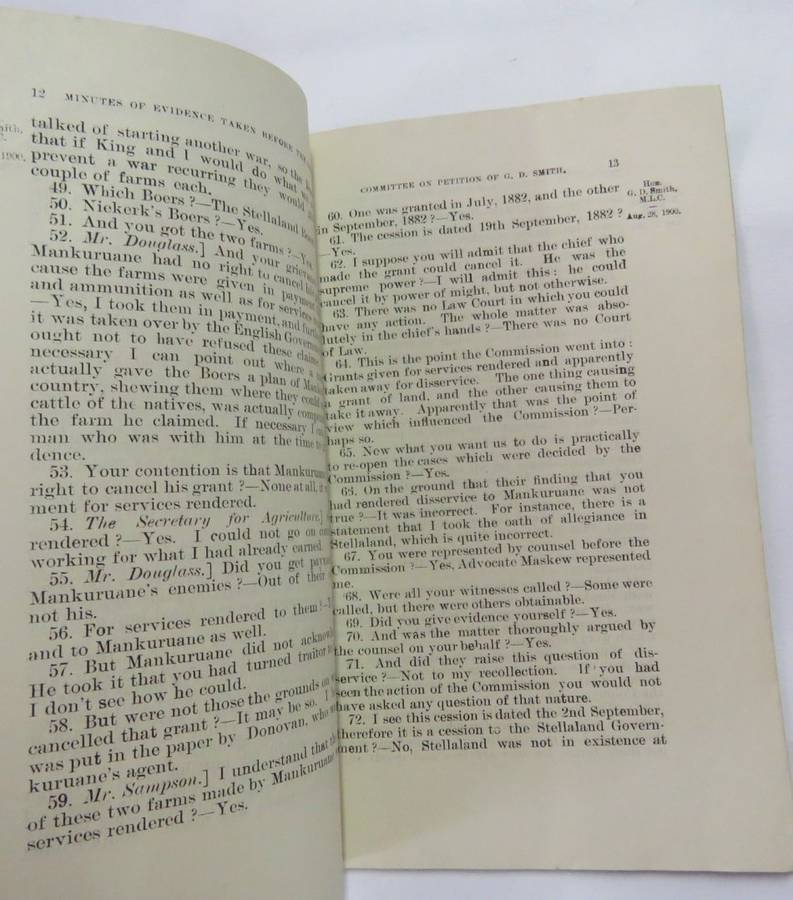 12 MINUTES OF EVIDENCE TAKEN BEFORE THE
1900.
talked of starting another war, so the
that if King and I would do what
prevent a war recurring they would
couple of farms each.
49. Which Boers ?—The Stellaland
50. Niekerk's Boers ?—Yes.
51. And you got the two farms ?—Yes.
52. Mr. Douglass.] And your
Mankuruane had no right to cancel
cause the farms were given in payment
and ammunition as well as for services
—Yes, I took them in payment, and
it was taken over by the English
ought not to have refused these
necessary I can point out where
actually gave the Boers a plan of
country, shewing them where they
cattle of the natives, was actually
the farm he claimed. If necessary I
man who was with him at the time
dence.
53. Your contention is that Mankuruane
right to cancel his grant ?—None at all,
ment for services rendered.
54. The Secretary for Agriculture.]
rendered ?—Yes. I could not go on
working for what I had already earned
55. Mr. Douglass.] Did you get
Mankuruane's enemies ?—Out of their
not his.
56. For services rendered to them ?
and to Mankuruane as well.
57. But Mankuruane did not
He took it that you had turned traitor
I don't see how he could.
58. But were not those the grounds on
cancelled that grant ?—It may be so. I
was put in the paper by Donovan, who
kuruane's agent.
59. Mr. Sampson.] I understand that
of these two farms made by Mankuruane
services rendered ?—Yes.
COMMITTEE ON PETITION OF G. D. SMITH. 13
Hon.
G. D. Smith,
M.L.C.
Aug. 28, 1900.
60. One was granted in July, 1882, and the other
in September, 1882 ?—Yes.
61. The cession is dated 19th September, 1882 ?
—Yes.
62. I suppose you will admit that the chief who
made the grant could cancel it. He was the
supreme power ?—I will admit this: he could
cancel it by power of might, but not otherwise.
63. There was no Law Court in which you could
have any action. The whole matter was abso-
lutely in the chief's hands ?—There was no Court
of Law.
64. This is the point the Commission went into:
Grants given for services rendered and apparently
taken away for disservice. The one thing causing
a grant of land, and the other causing them to
take it away. Apparently that was the point of
view which influenced the Commission ?—Per-
haps so.
65. Now what you want us to do is practically
to re-open the cases which were decided by the
Commission ?—Yes.
66. On the ground that their finding that you
had rendered disservice to Mankuruane was not
true ?—It was incorrect. For instance, there is a
statement that I took the oath of allegiance in
Stellaland, which is quite incorrect.
67. You were represented by counsel before the
Commission ?—Yes, Advocate Maskew represented
me.
68. Were all your witnesses called ?—Some were
called, but there were others obtainable.
69. Did you give evidence yourself ?—Yes.
70. And was the matter thoroughly argued by
the counsel on your behalf ?—Yes.
71. And did they raise this question of dis-
service ?—Not to my recollection. If you had
seen the action of the Commission you would not
have asked any question of that nature.
72. I see this cession is dated the 2nd September,
therefore it is a cession to the Stellaland Govern-
ment ?—No, Stellaland was not in existence at